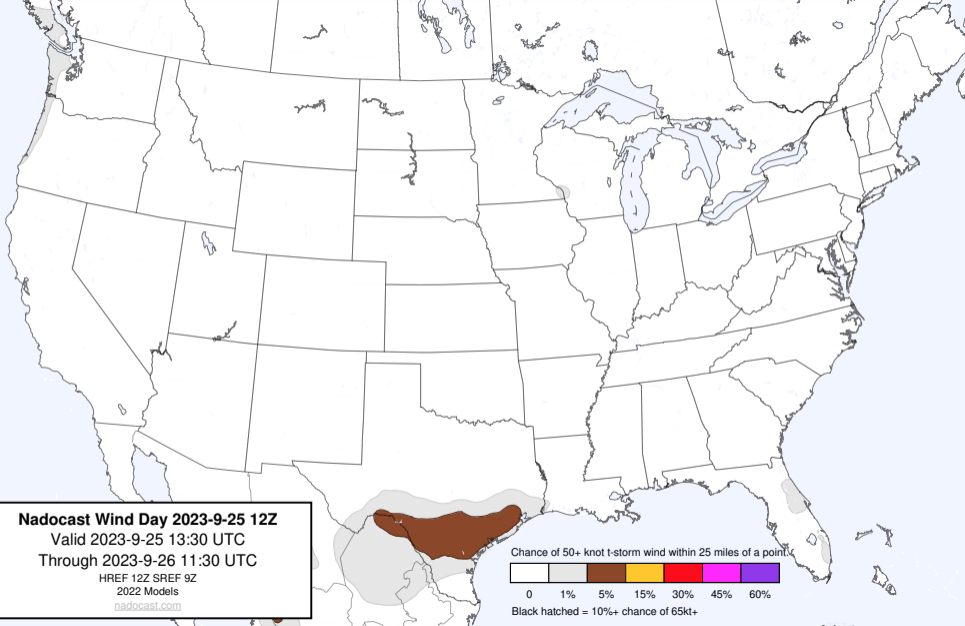 Nadocast Wind Day 2023-9-25 12Z
Valid 2023-9-25 13:30 UTC
Through 2023-9-26 11:30 UTC
HREF 12Z SREF 9Z
2022 Models
nadocast.com
Chance of 50+ knot t-storm wind within 25 miles of a point.
0 1% 5% 15% 30% 45% 60%
Black hatched = 10%+ chance of 65kt+